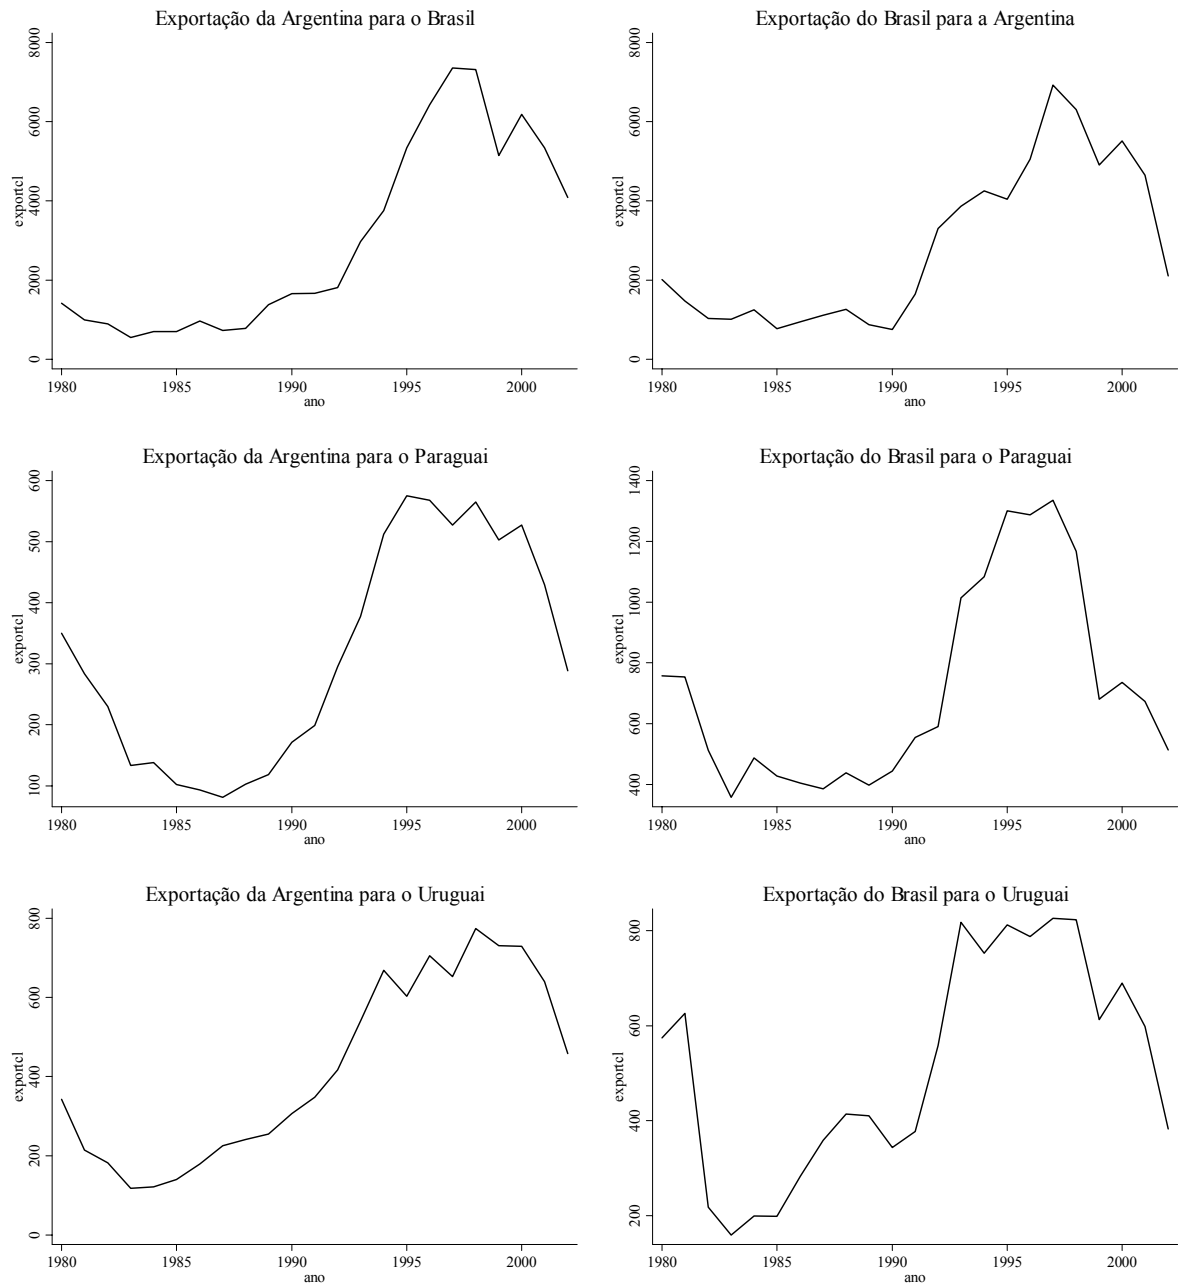 Exportação da Argentina para o Brasil
exportcl
8000
6000
4000
2000
0
1980 1985 1990 1995 2000
ano
Exportação do Brasil para a Argentina
exportcl
8000
6000
4000
2000
0
1980 1985 1990 1995 2000
ano
Exportação da Argentina para o Paraguai
exportcl
600
500
400
300
200
100
1980 1985 1990 1995 2000
ano
Exportação do Brasil para o Paraguai
exportcl
1400
1200
1000
800
600
400
1980 1985 1990 1995 2000
ano
Exportação da Argentina para o Uruguai
exportcl
800
600
400
200
0
1980 1985 1990 1995 2000
ano
Exportação do Brasil para o Uruguai
exportcl
800
600
400
200
1980 1985 1990 1995 2000
ano